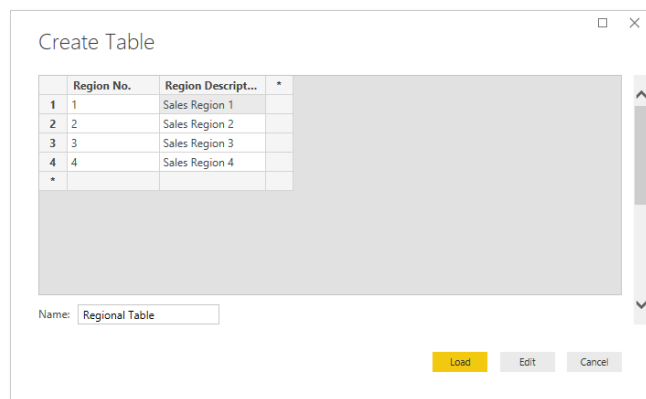 Create Table
Region No. Region Descript... *
1 1 Sales Region 1
2 2 Sales Region 2
3 3 Sales Region 3
4 4 Sales Region 4
*
Name: Regional Table
Load Edit Cancel